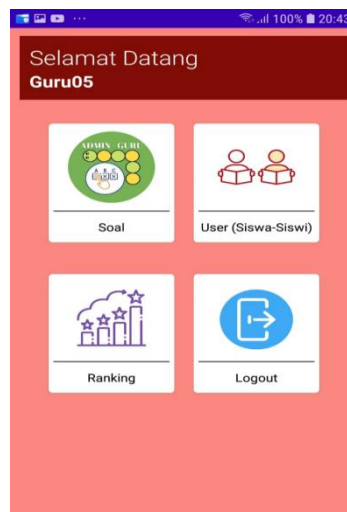 100% 20:43
Selamat Datang
Guru05
ADMIN GURU
A B C
Soal
User (Siswa-Siswi)
Ranking
Logout